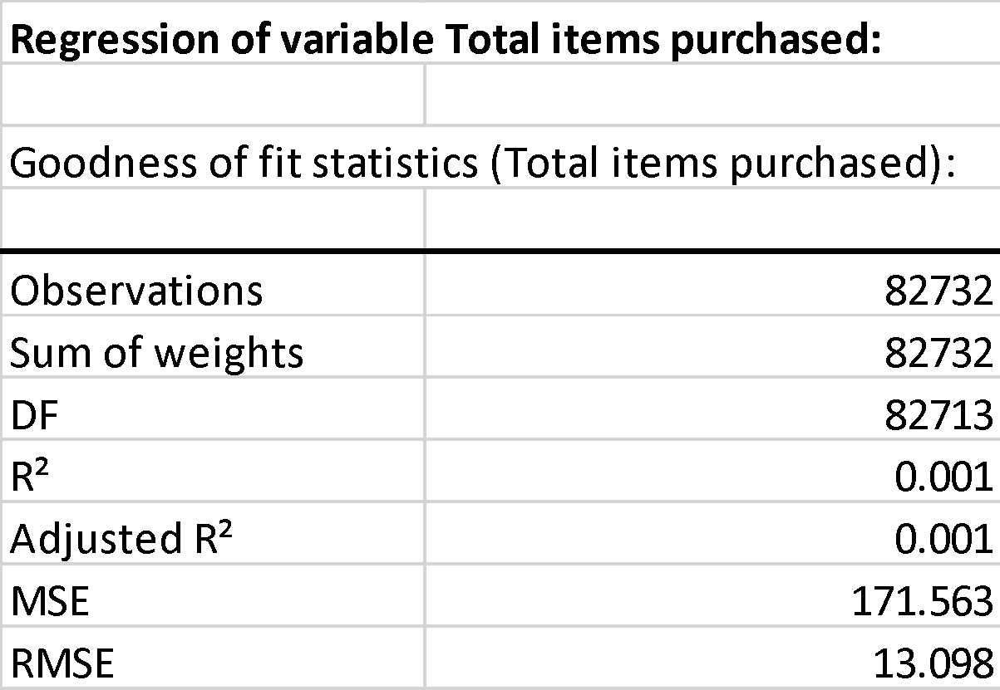 Regression of variable Total items purchased:
Goodness of fit statistics (Total items purchased):
Observations 82732
Sum of weights 82732
DF 82713
R² 0.001
Adjusted R² 0.001
MSE 171.563
RMSE 13.098